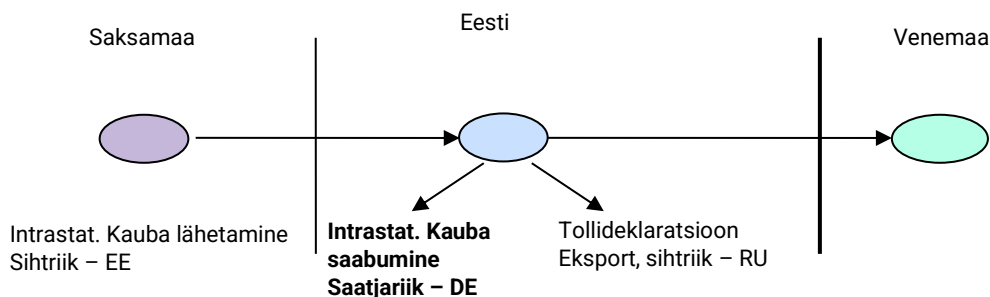 Saksamaa
Eesti
Venemaa
Intrastat. Kauba lähetamine
Sihtriik – EE
Intrastat. Kauba
saabumine
Saatjariik – DE
Tollideklaratsioon
Eksport, sihtriik – RU